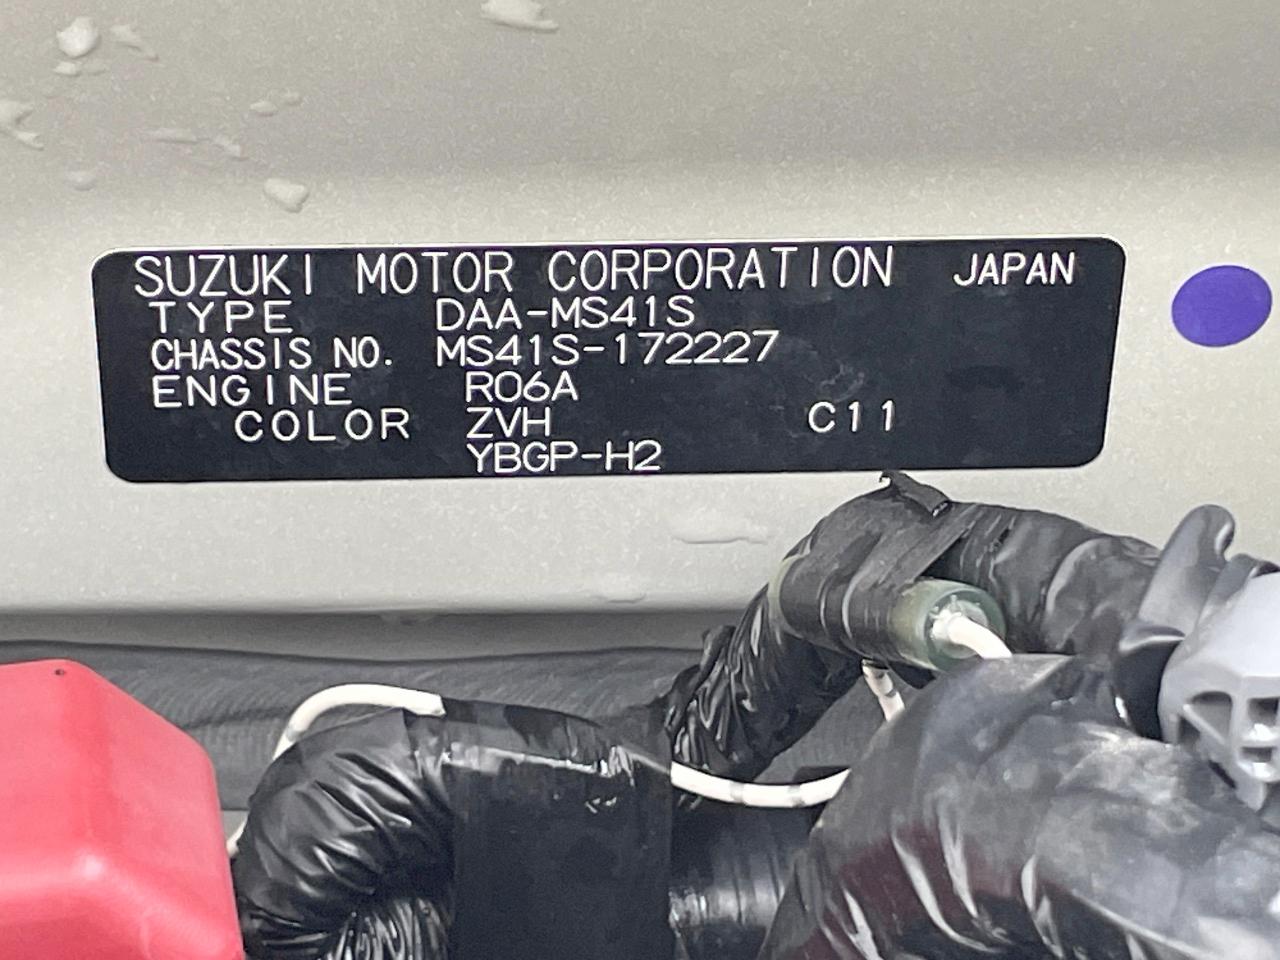 SUZUKI MOTOR CORPORATION JAPAN
TYPE DAA-MS41S
CHASSIS NO. MS41S-172227
ENGINE R06A
COLOR ZVH C11
YBGP-H2